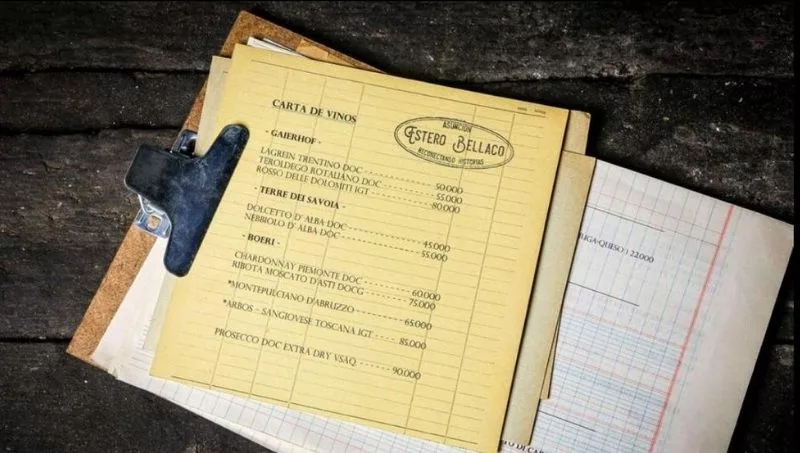 CARTA DE VINOS
ASUNCION
ESTERO BELLACO
RECONECTANDO HISTORIAS
- GAIERHOF -
LAGREIN TRENTINO DOC - - - - - - - - - - - - - - 50.000
TEROLDEGO ROTALIANO DOC - - - - - - - - - - - 55.000
ROSSO DELLE DOLOMITI IGT - - - - - - - - - - - - 80.000
- TERRE DEI SAVOIA -
DOLCETTO D' ALBA DOC - - - - - - - - - - - - - - 45.000
NEBBIOLO D' ALBA DOC - - - - - - - - - - - - - - 55.000
- BOERI -
CHARDONNAY PIEMONTE DOC - - - - - - - - - 60.000
RIBOTA MOSCATO D'ASTI DOCG - - - - - - - - 75.000
*MONTEPULCIANO D'ABRUZZO - - - - - - - - - 65.000
*ARBOS - SANGIOVESE TOSCANA IGT - - - - - 85.000
PROSECCO DOC EXTRA DRY VSAQ. - - - - - - - - 90.000
-QUESO ) 22.000